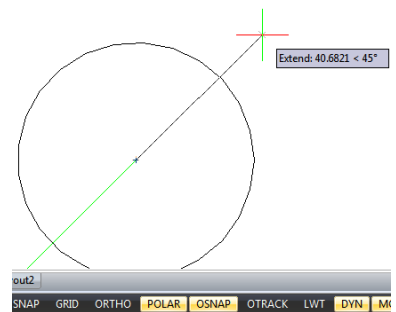 Extend: 40.6821 < 45°
out2
SNAP GRID ORTHO POLAR OSNAP OTRACK LWT DYN